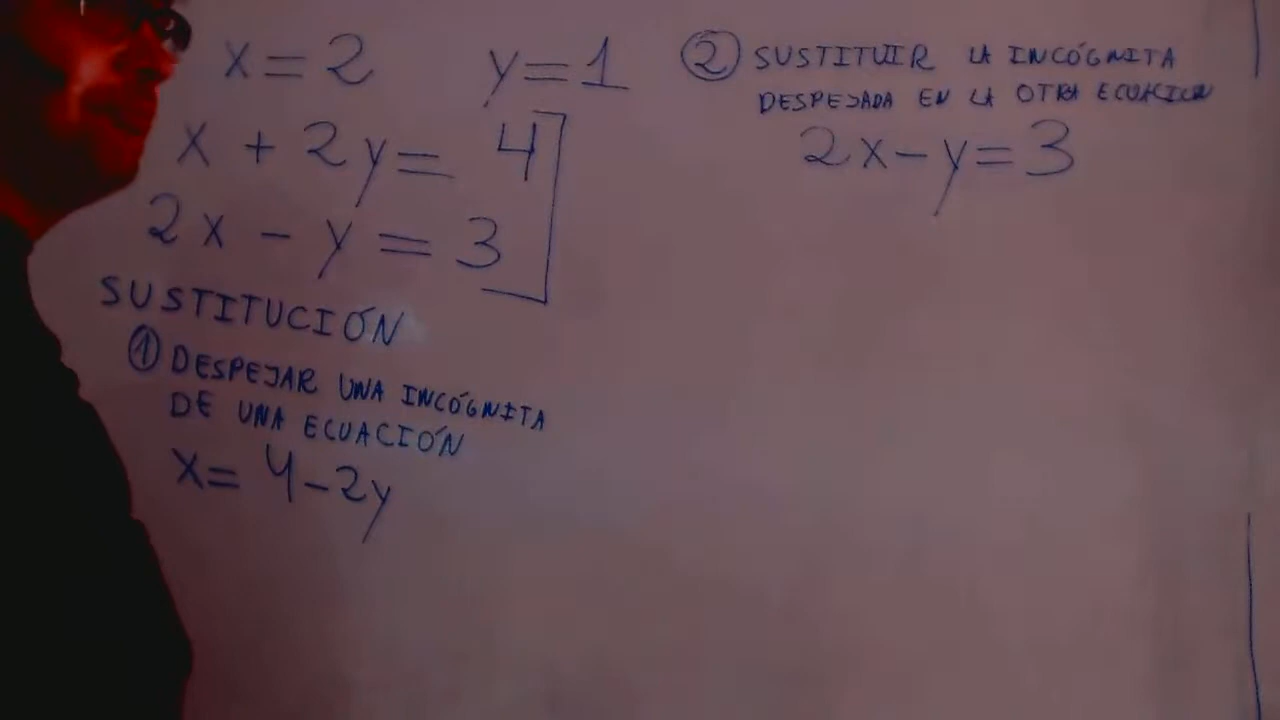 x = 2 y = 1
x + 2y = 4
2x - y = 3
SUSTITUCIÓN
① DESPEJAR UNA INCÓGNITA
DE UNA ECUACIÓN
x = 4 - 2y
② SUSTITUIR LA INCÓGNITA
DESPEJADA EN LA OTRA ECUACIÓN
2x - y = 3